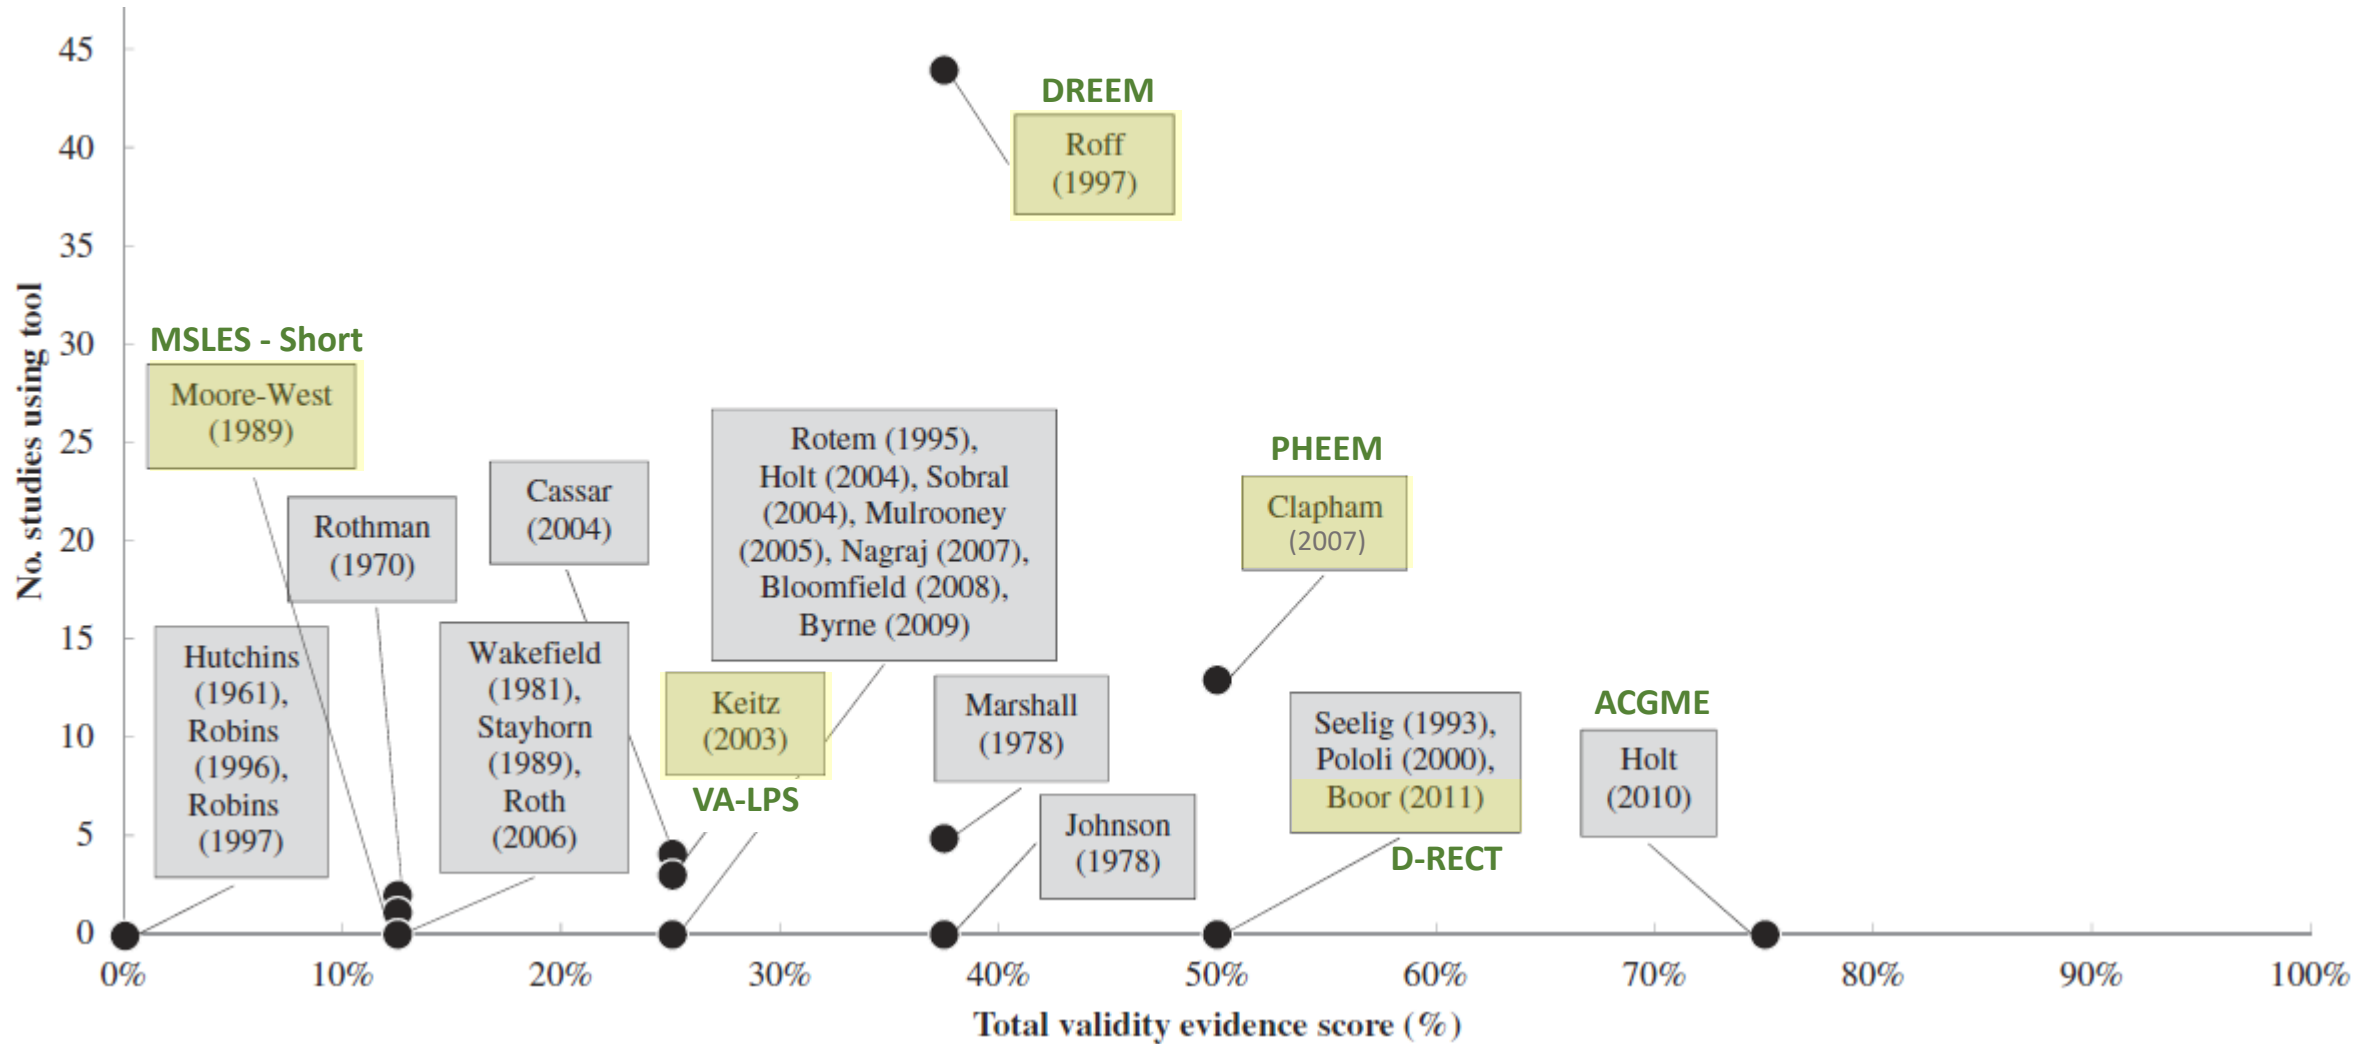 45
40
35
30
25
20
15
10
5
0
No. studies using tool
DREEM
Roff
(1997)
MSLES - Short
Moore-West
(1989)
Rothman
(1970)
Cassar
(2004)
Rotem (1995),
Holt (2004), Sobral
(2004), Mulrooney
(2005), Nagraj (2007),
Bloomfield (2008),
Byrne (2009)
PHEEM
Clapham
(2007)
Hutchins
(1961),
Robins
(1996),
Robins
(1997)
Wakefield
(1981),
Stayhorn
(1989),
Roth
(2006)
Keitz
(2003)
VA-LPS
Marshall
(1978)
Johnson
(1978)
Seelig (1993),
Pololi (2000),
Boor (2011)
D-RECT
ACGME
Holt
(2010)
0% 10% 20% 30% 40% 50% 60% 70% 80% 90% 100%
Total validity evidence score (%)